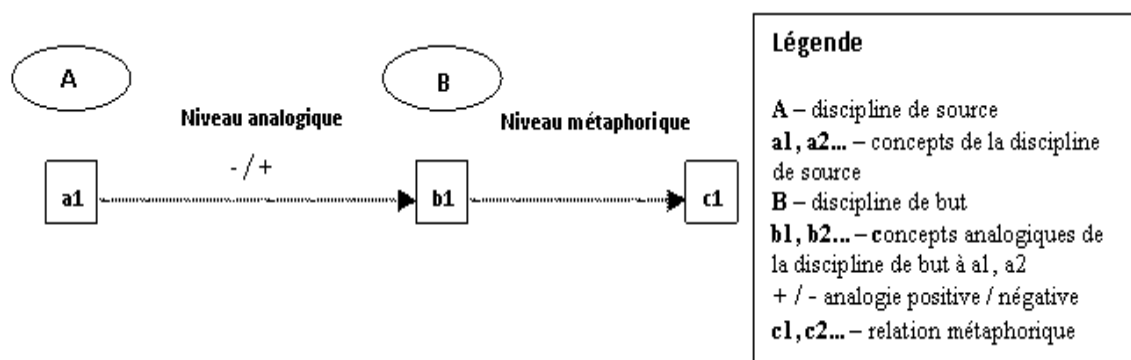 A
B
Niveau analogique
Niveau métaphorique
- / +
a1
b1
c1
Légende
A – discipline de source
a1, a2... – concepts de la discipline
de source
B – discipline de but
b1, b2... – concepts analogiques de
la discipline de but à a1, a2
+ / - analogie positive / négative
c1, c2... – relation métaphorique